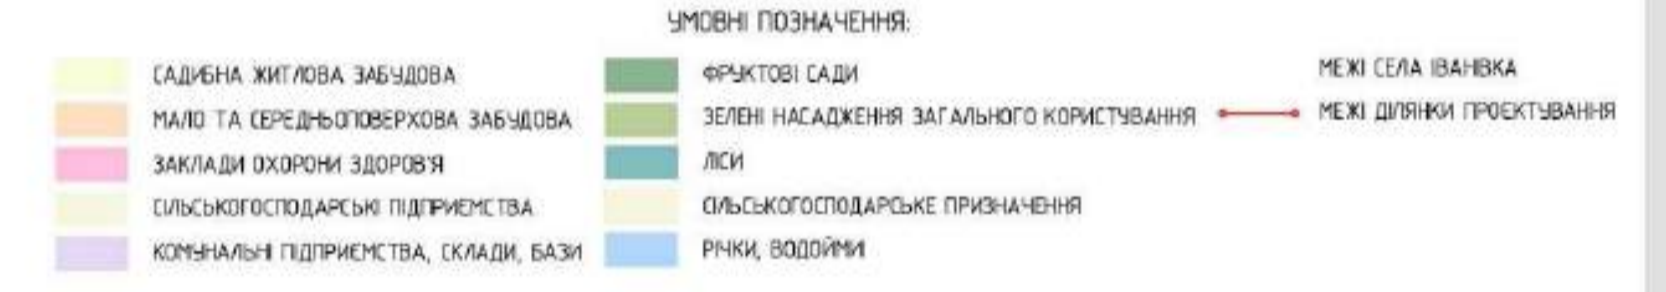 УМОВНІ ПОЗНАЧЕННЯ:
САДИБНА ЖИТЛОВА ЗАБУДОВА
МАЛО ТА СЕРЕДНЬОПОВЕРХОВА ЗАБУДОВА
ЗАКЛАДИ ОХОРОНИ ЗДОРОВ'Я
СІЛЬСЬКОГОСПОДАРСЬКІ ПІДПРИЄМСТВА
КОМУНАЛЬНІ ПІДПРИЄМСТВА, СКЛАДИ, БАЗИ
ФРУКТОВІ САДИ
ЗЕЛЕНІ НАСАДЖЕННЯ ЗАГАЛЬНОГО КОРИСТУВАННЯ
ЛІСИ
СІЛЬСЬКОГОСПОДАРСЬКЕ ПРИЗНАЧЕННЯ
РІЧКИ, ВОДОЙМИ
МЕЖІ СЕЛА ІВАНІВКА
МЕЖІ ДІЛЯНКИ ПРОЄКТУВАННЯ